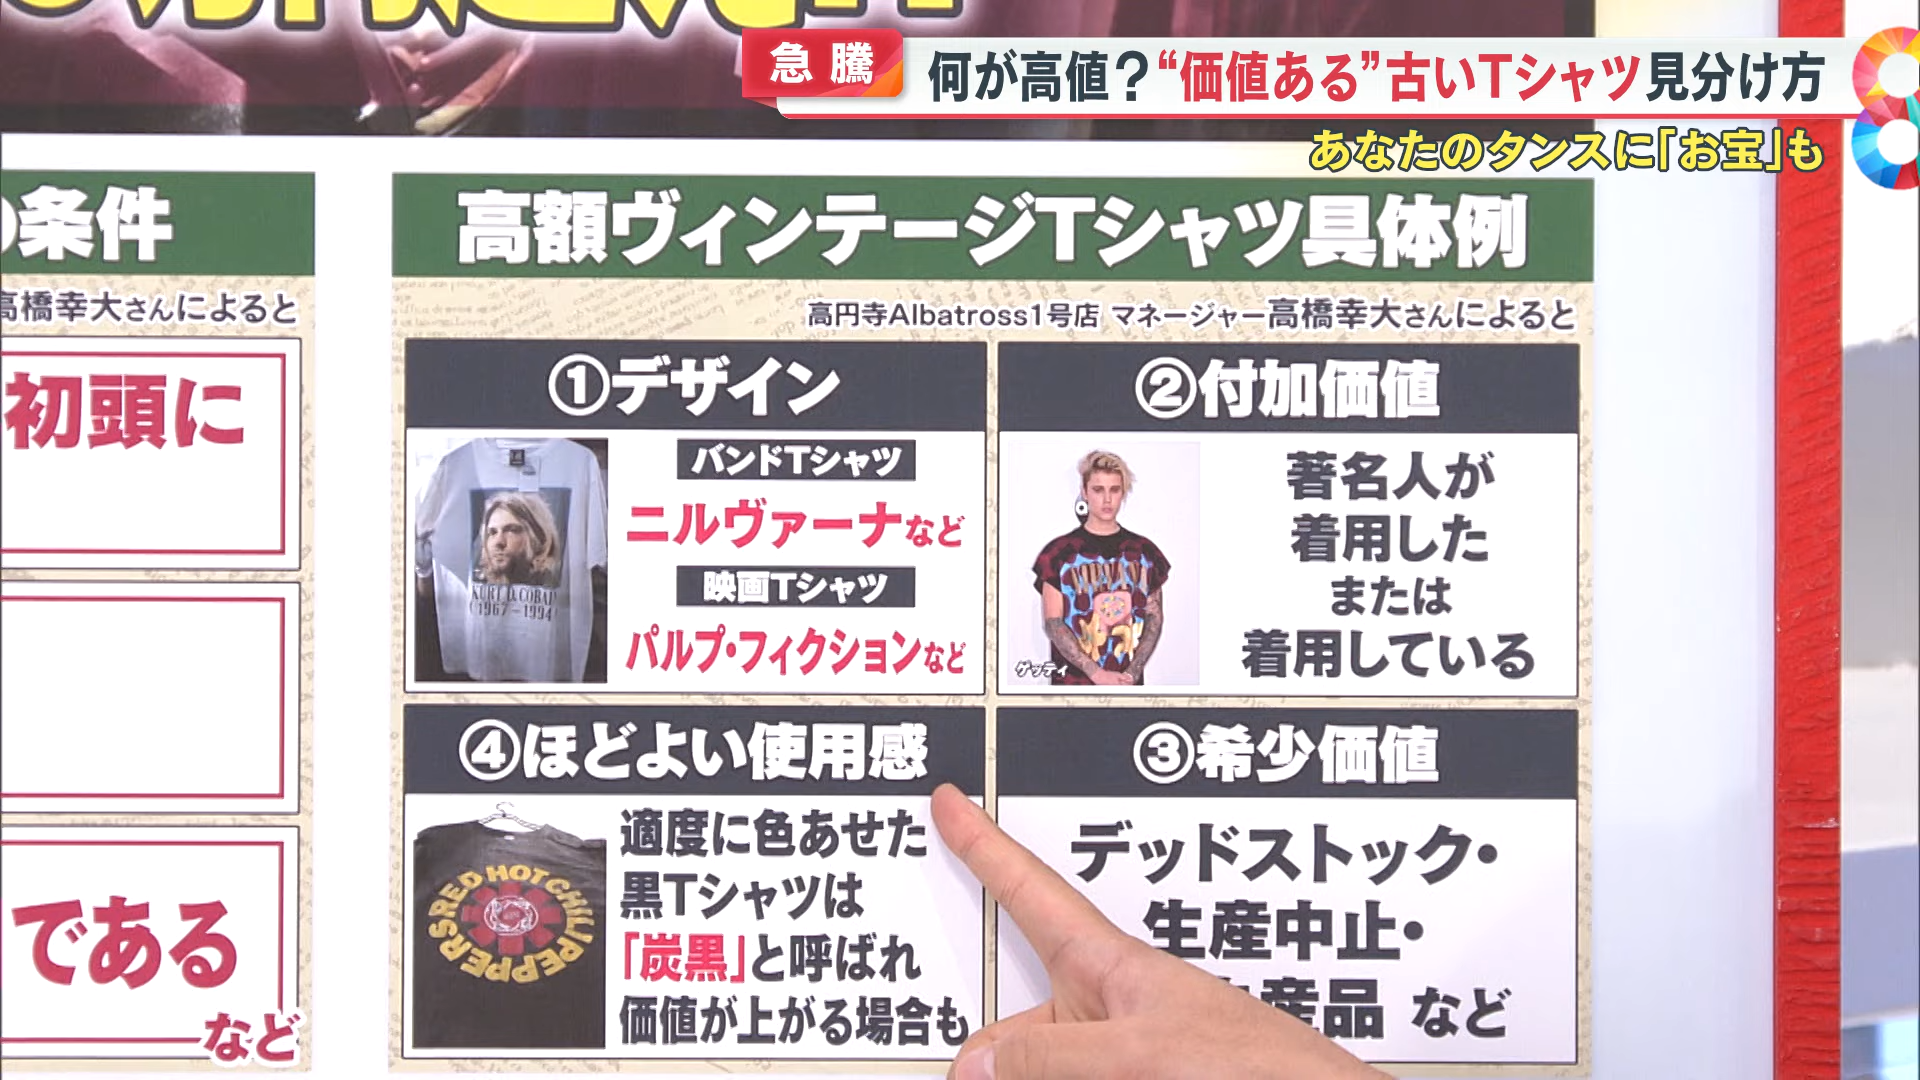 急騰
何が高値？“価値ある”古いTシャツ見分け方
あなたのタンスに「お宝」も
の条件
高橋幸大さんによると
初頭に
である
など
高額ヴィンテージTシャツ具体例
高円寺Albatross1号店 マネージャー高橋幸大さんによると
①デザイン
バンドTシャツ
ニルヴァーナなど
映画Tシャツ
パルプ・フィクションなど
KURT D. COBAIN
(1967-1994)
②付加価値
著名人が
着用した
または
着用している
ゲッティ
④ほどよい使用感
適度に色あせた
黒Tシャツは
「炭黒」と呼ばれ
価値が上がる場合も
RED HOT CHILI PEPPERS
③希少価値
デッドストック・
生産中止・
産品 など